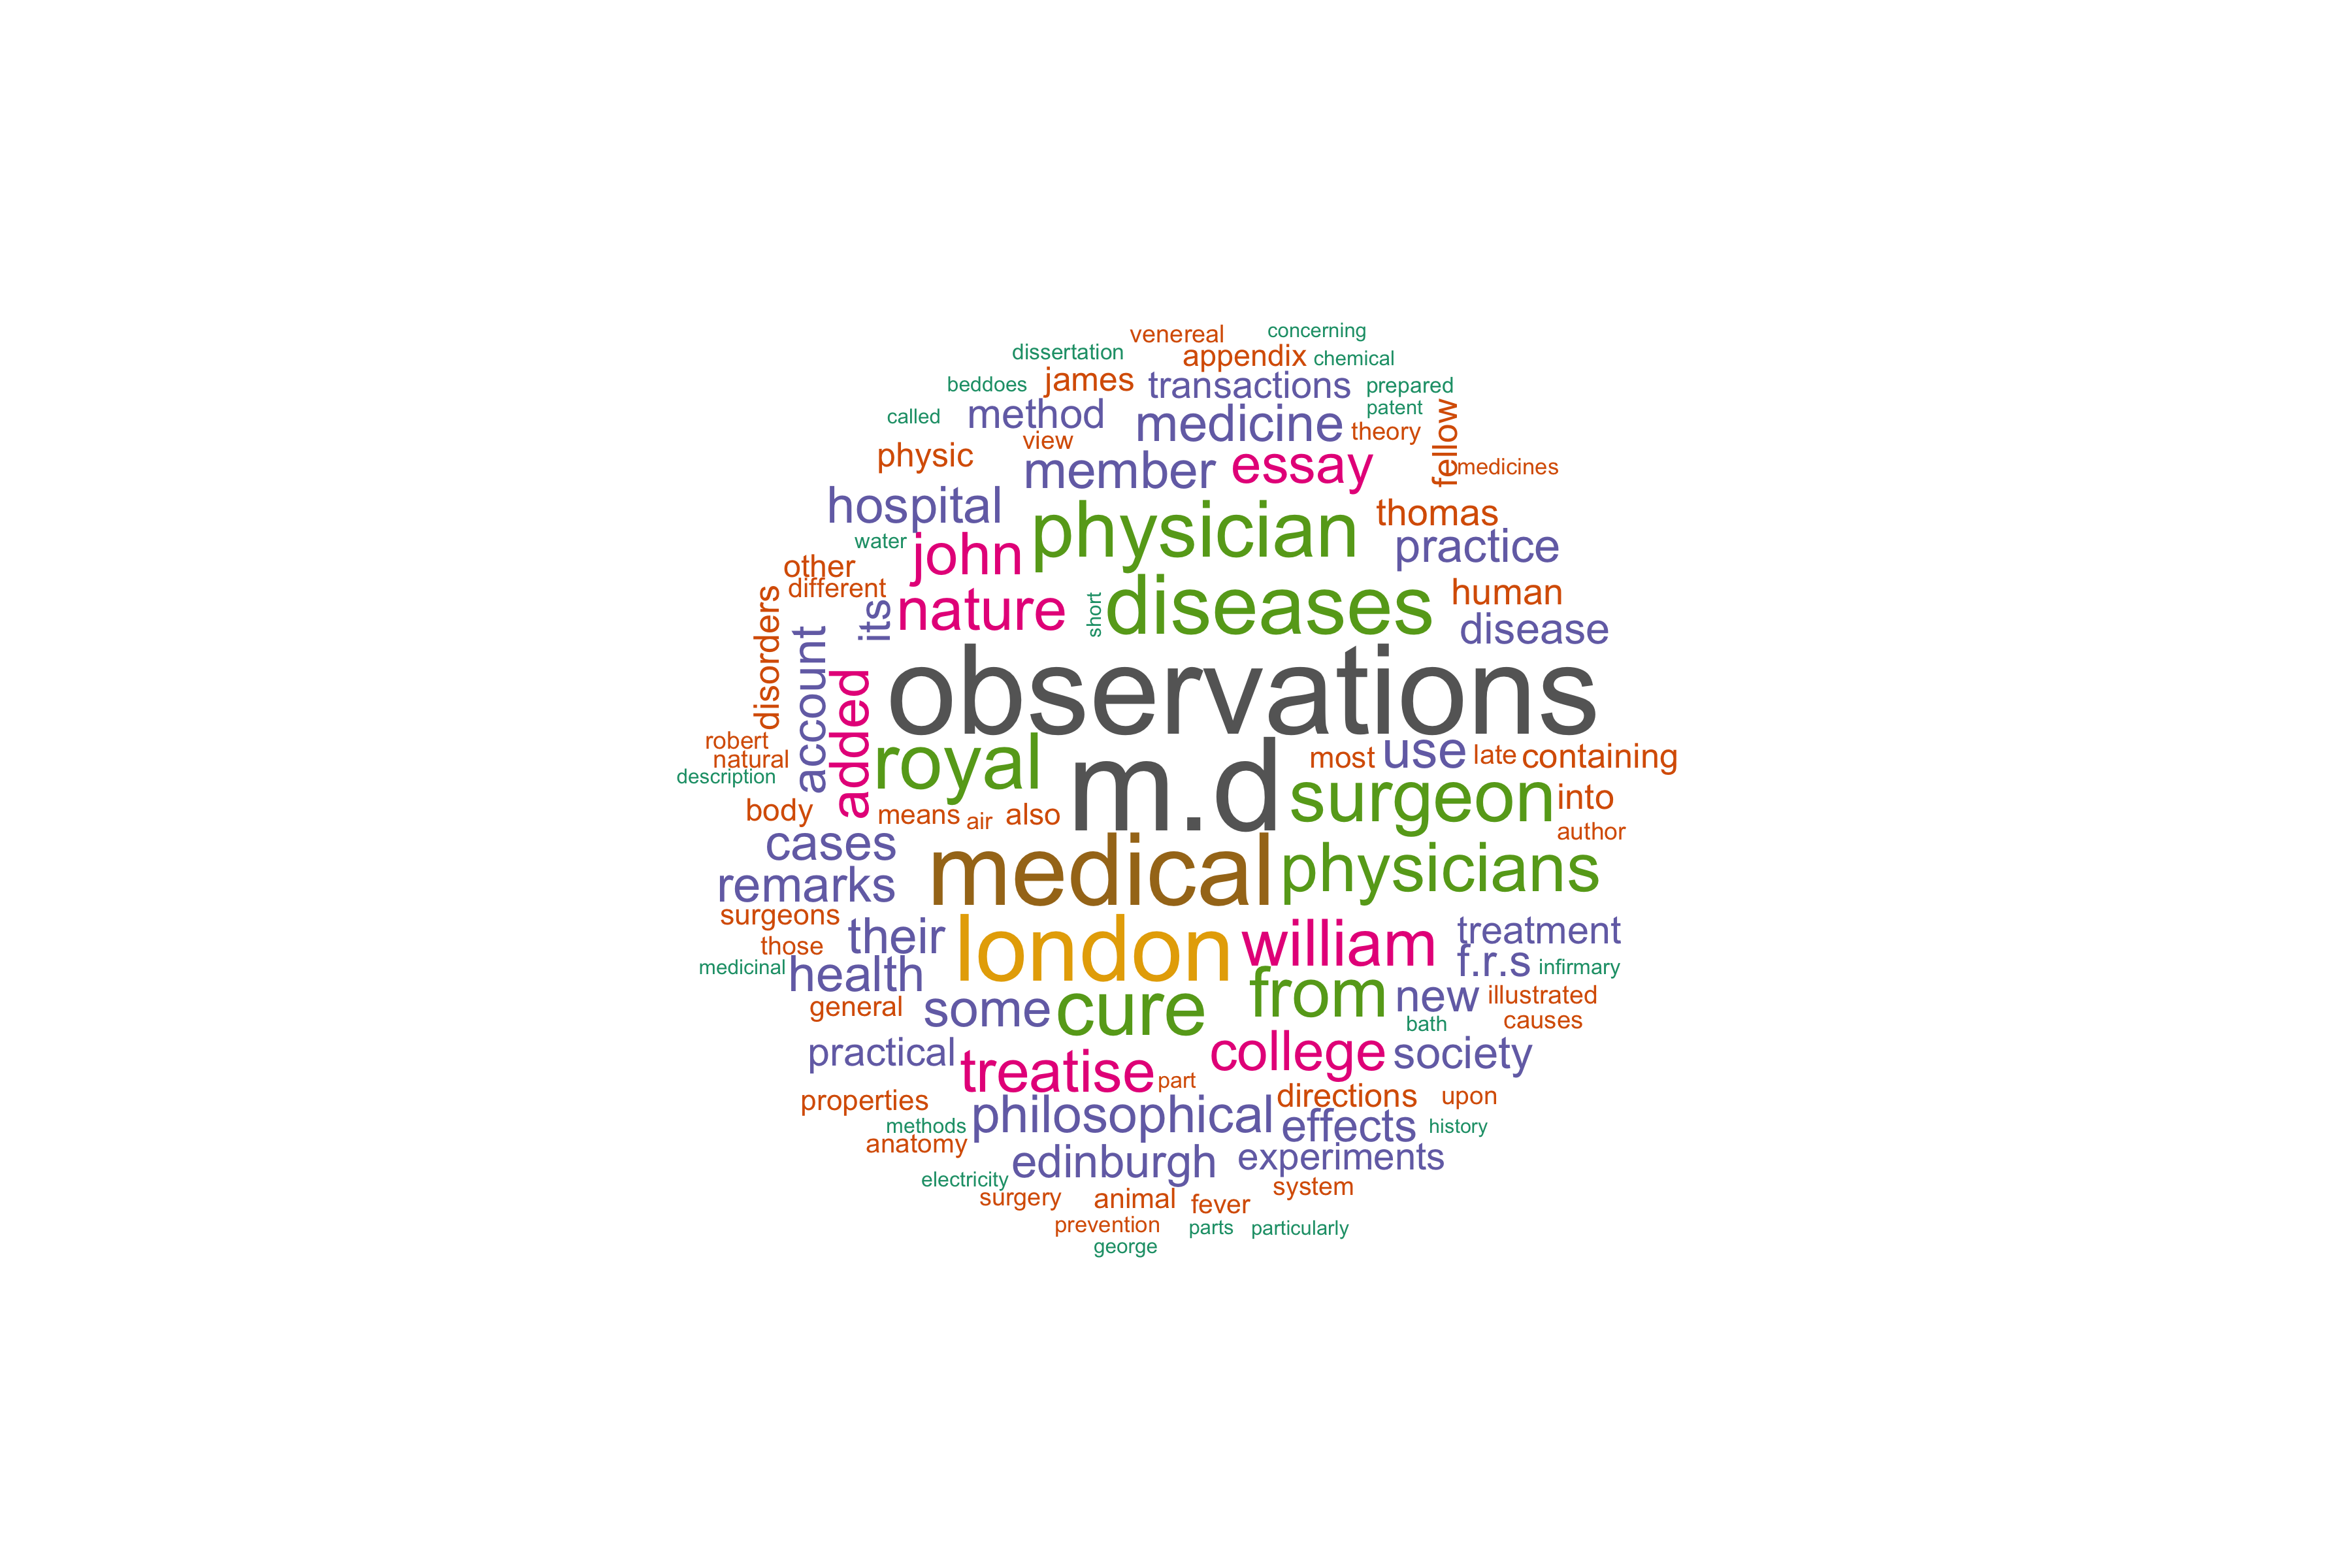 venereal concerning
dissertation appendix chemical
beddoes james transactions prepared
called method medicine patent
view theory fellow
physic member essay medicines
hospital physician thomas
water john practice
other different nature short diseases human
disorders account its disease
added observations
robert royal most use late containing
natural m.d
description surgeon into
body means air also author
cases medical physicians
remarks
surgeons their london william treatment
those f.r.s
medicinal health infirmary
general some cure from new illustrated
bath causes
practical treatise college society
part
properties directions upon
methods philosophical effects history
anatomy edinburgh experiments
electricity system
surgery animal fever
prevention parts particularly
george